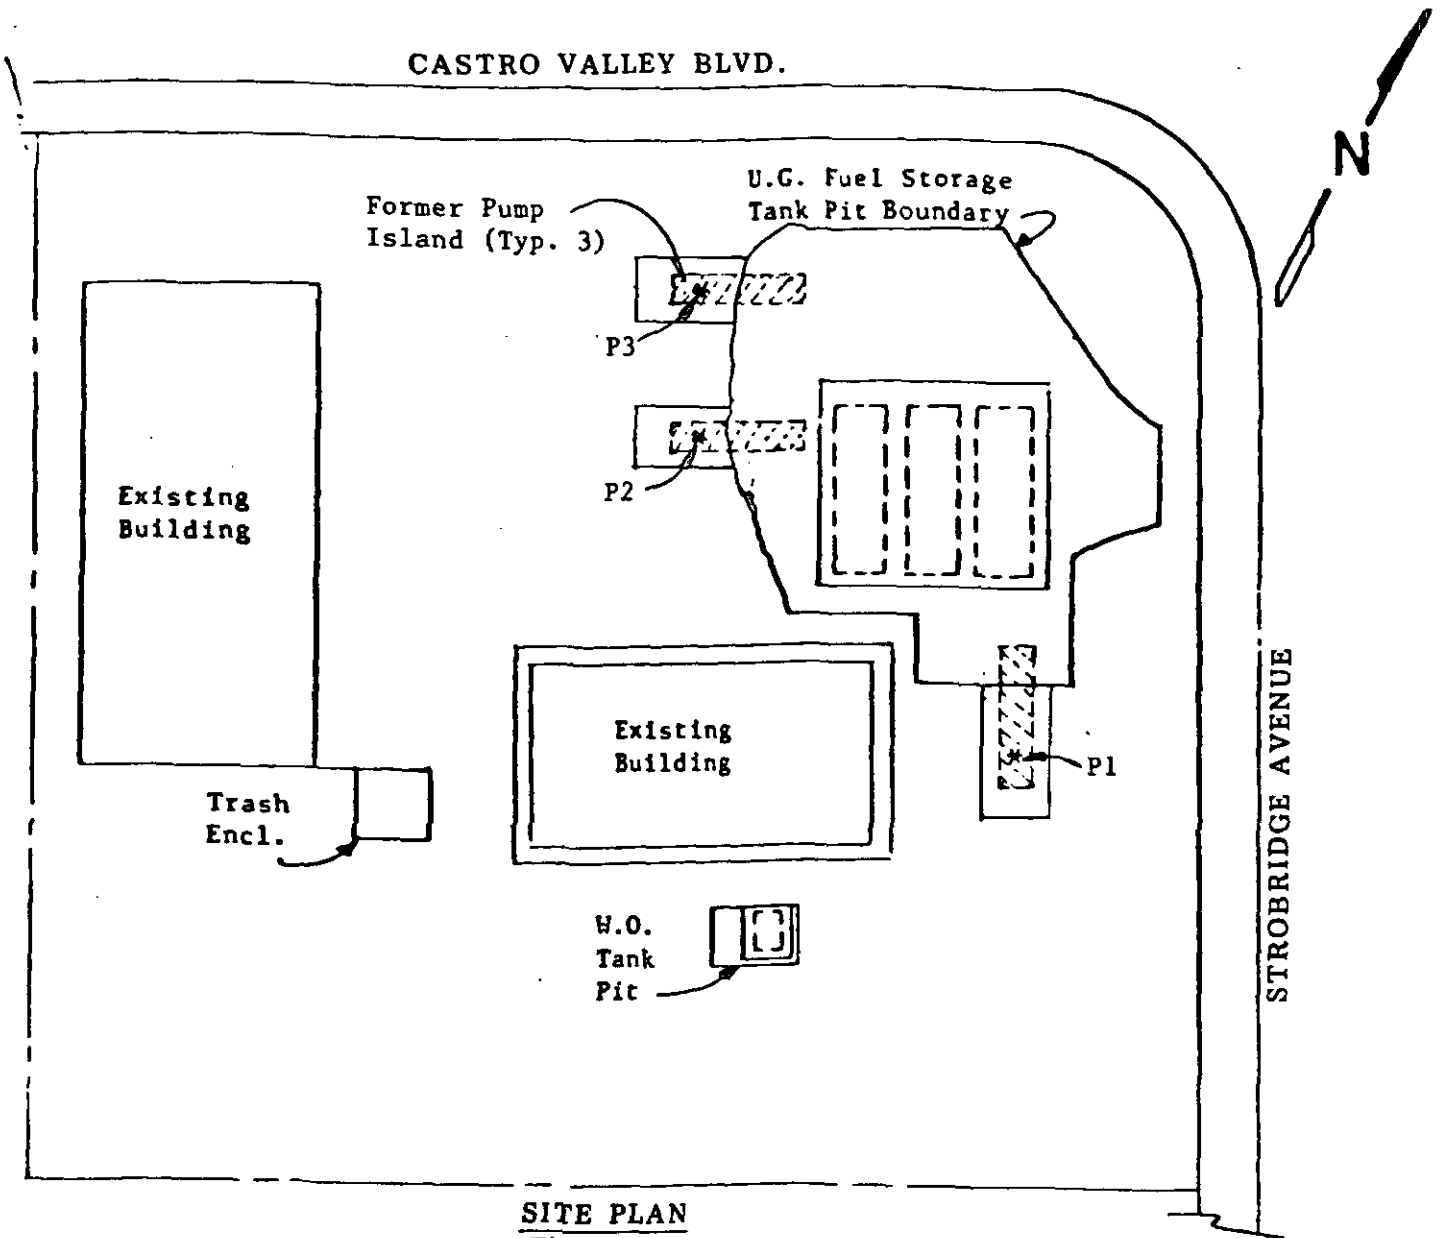 CASTRO VALLEY BLVD.
N
U.G. Fuel Storage
Tank Pit Boundary
Former Pump
Island (Typ. 3)
P3
P2
Existing
Building
Existing
Building
P1
Trash
Encl.
STROBRIDGE AVENUE
W.O.
Tank
Pit
SITE PLAN